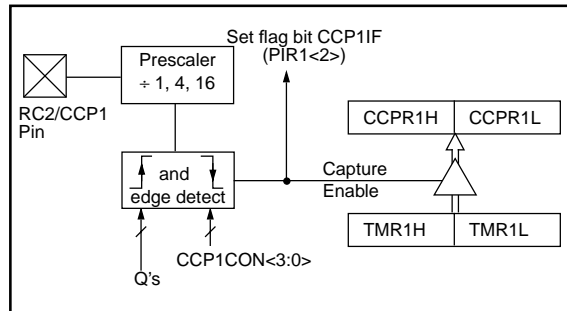 Set flag bit CCP1IF
(PIR1<2>)
Prescaler
÷ 1, 4, 16
RC2/CCP1
Pin
CCPR1H
CCPR1L
and
edge detect
Capture
Enable
TMR1H
TMR1L
CCP1CON<3:0>
Q's